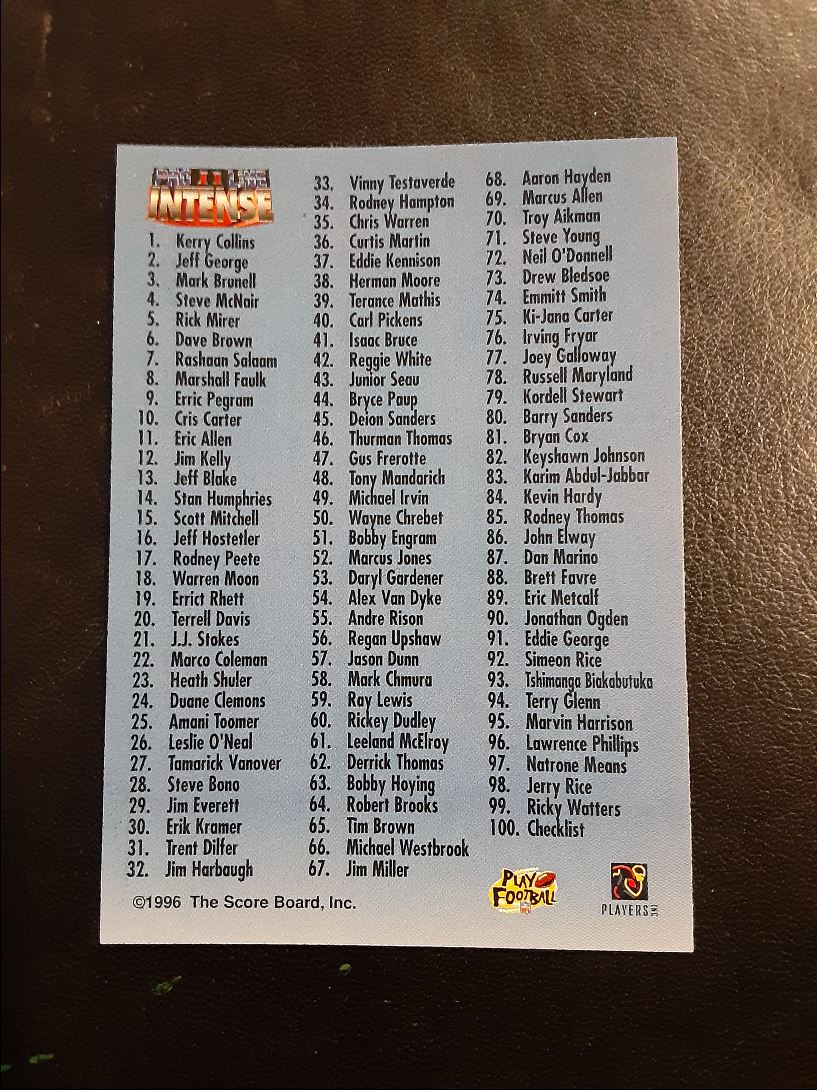 PRO II LINE
INTENSE
1. Kerry Collins
2. Jeff George
3. Mark Brunell
4. Steve McNair
5. Rick Mirer
6. Dave Brown
7. Rashaan Salaam
8. Marshall Faulk
9. Erric Pegram
10. Cris Carter
11. Eric Allen
12. Jim Kelly
13. Jeff Blake
14. Stan Humphries
15. Scott Mitchell
16. Jeff Hostetler
17. Rodney Peete
18. Warren Moon
19. Errict Rhett
20. Terrell Davis
21. J.J. Stokes
22. Marco Coleman
23. Heath Shuler
24. Duane Clemons
25. Amani Toomer
26. Leslie O'Neal
27. Tamarick Vanover
28. Steve Bono
29. Jim Everett
30. Erik Kramer
31. Trent Dilfer
32. Jim Harbaugh
33. Vinny Testaverde
34. Rodney Hampton
35. Chris Warren
36. Curtis Martin
37. Eddie Kennison
38. Herman Moore
39. Terance Mathis
40. Carl Pickens
41. Isaac Bruce
42. Reggie White
43. Junior Seau
44. Bryce Paup
45. Deion Sanders
46. Thurman Thomas
47. Gus Frerotte
48. Tony Mandarich
49. Michael Irvin
50. Wayne Chrebet
51. Bobby Engram
52. Marcus Jones
53. Daryl Gardener
54. Alex Van Dyke
55. Andre Rison
56. Regan Upshaw
57. Jason Dunn
58. Mark Chmura
59. Ray Lewis
60. Rickey Dudley
61. Leeland McElroy
62. Derrick Thomas
63. Bobby Hoying
64. Robert Brooks
65. Tim Brown
66. Michael Westbrook
67. Jim Miller
68. Aaron Hayden
69. Marcus Allen
70. Troy Aikman
71. Steve Young
72. Neil O'Donnell
73. Drew Bledsoe
74. Emmitt Smith
75. Ki-Jana Carter
76. Irving Fryar
77. Joey Galloway
78. Russell Maryland
79. Kordell Stewart
80. Barry Sanders
81. Bryan Cox
82. Keyshawn Johnson
83. Karim Abdul-Jabbar
84. Kevin Hardy
85. Rodney Thomas
86. John Elway
87. Dan Marino
88. Brett Favre
89. Eric Metcalf
90. Jonathan Ogden
91. Eddie George
92. Simeon Rice
93. Tshimanga Biakabutuka
94. Terry Glenn
95. Marvin Harrison
96. Lawrence Phillips
97. Natrone Means
98. Jerry Rice
99. Ricky Watters
100. Checklist
©1996 The Score Board, Inc.
PLAY
FOOTBALL
NFL
PLAYERS INC